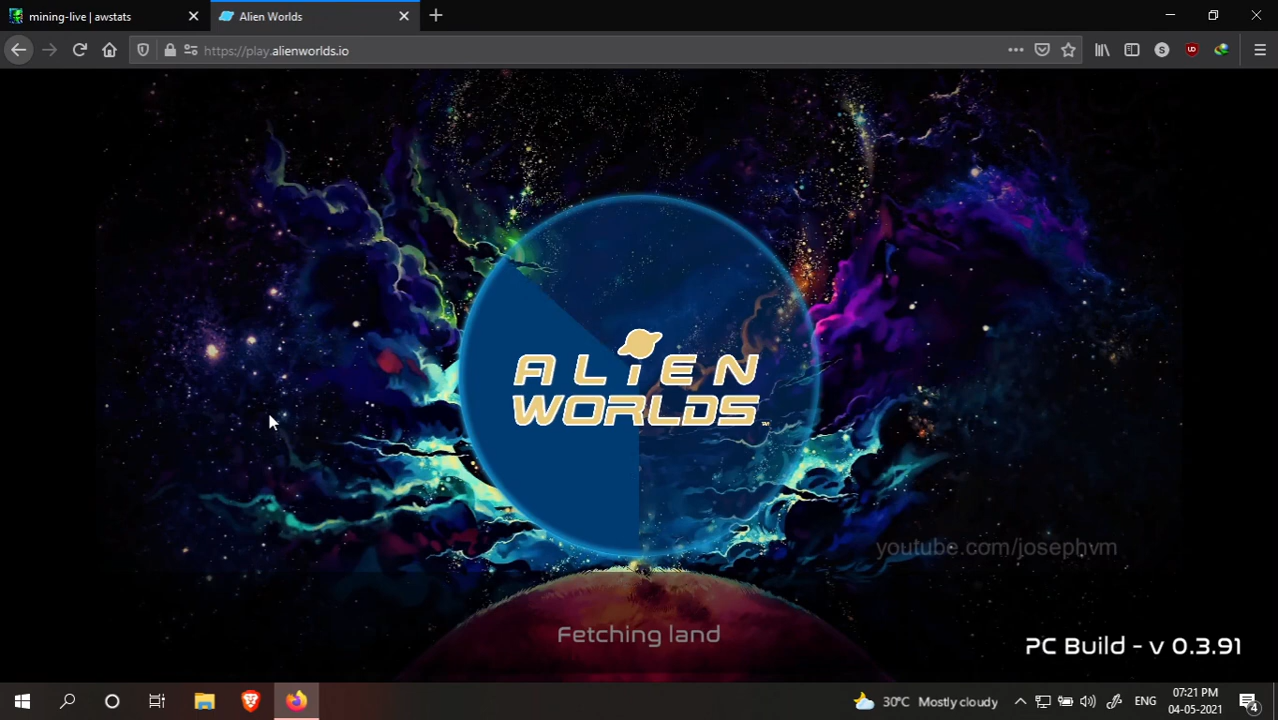 mining-live | awstats
Alien Worlds
https://play.alienworlds.io
ALIEN
WORLDS
youtube.com/josephvm
Fetching land
PC Build - v 0.3.91
30°C Mostly cloudy
ENG
07:21 PM
04-05-2021
4